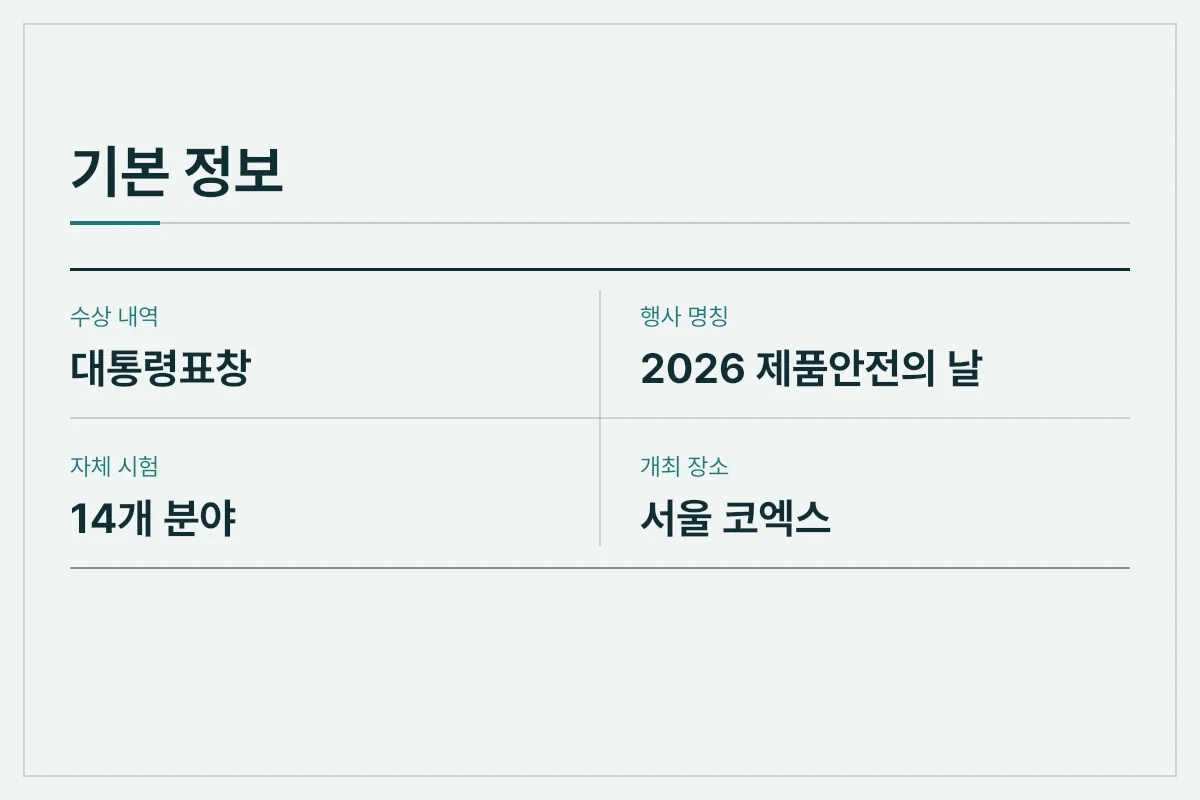 기본 정보
수상 내역
대통령표창
행사 명칭
2026 제품안전의 날
자체 시험
14개 분야
개최 장소
서울 코엑스